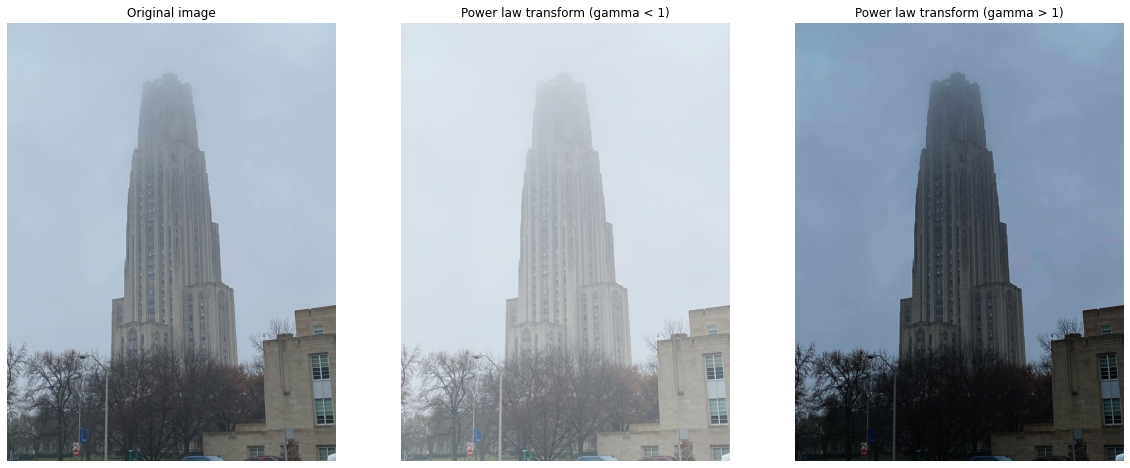 Original image
Power law transform (gamma < 1)
Power law transform (gamma > 1)